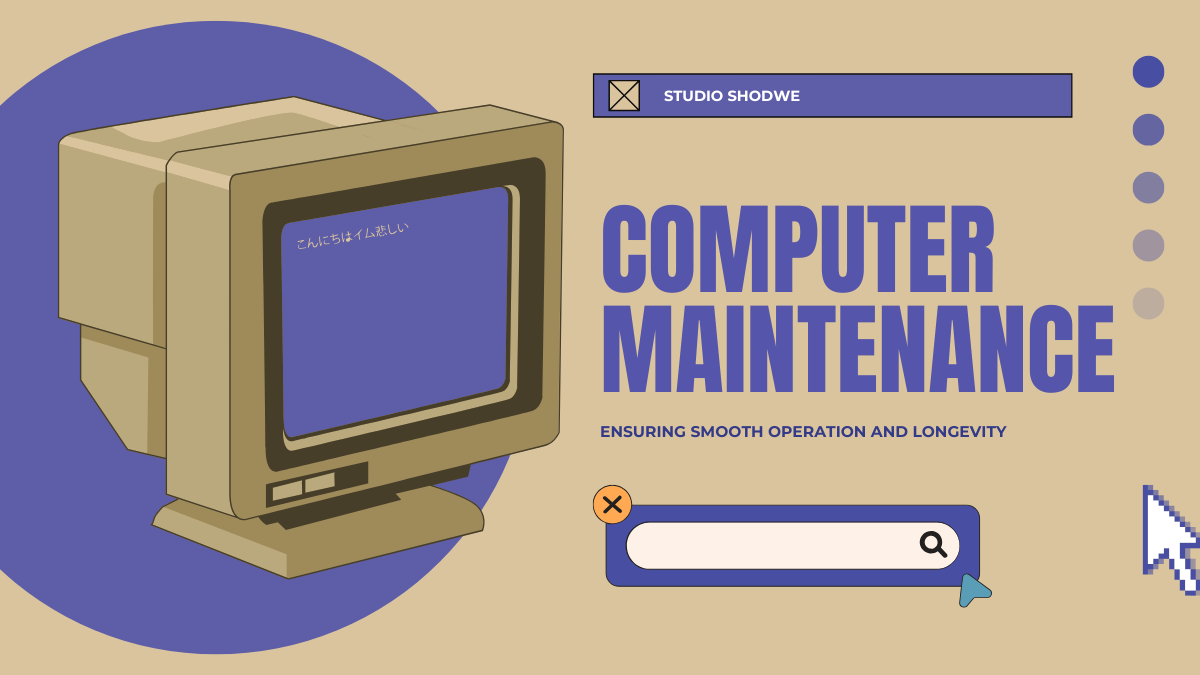 STUDIO SHODWE
こんにちはイム悲しい
COMPUTER
MAINTENANCE
ENSURING SMOOTH OPERATION AND LONGEVITY